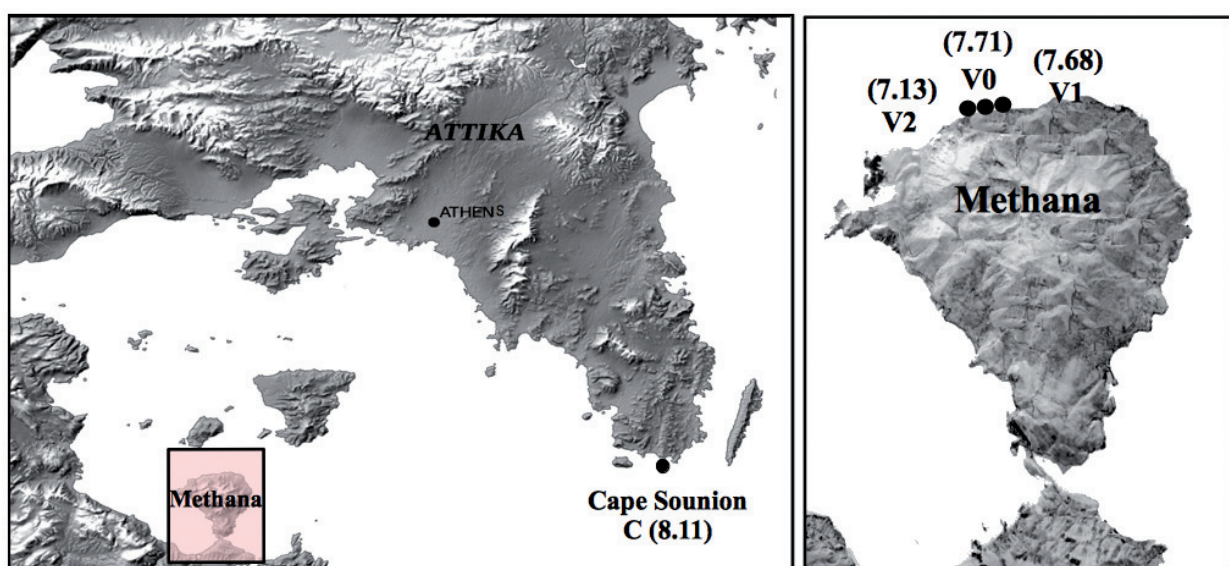 ATTIKA
ATHENS
Methana
Cape Sounion
C (8.11)
(7.71)
V0
(7.68)
V1
(7.13)
V2
Methana